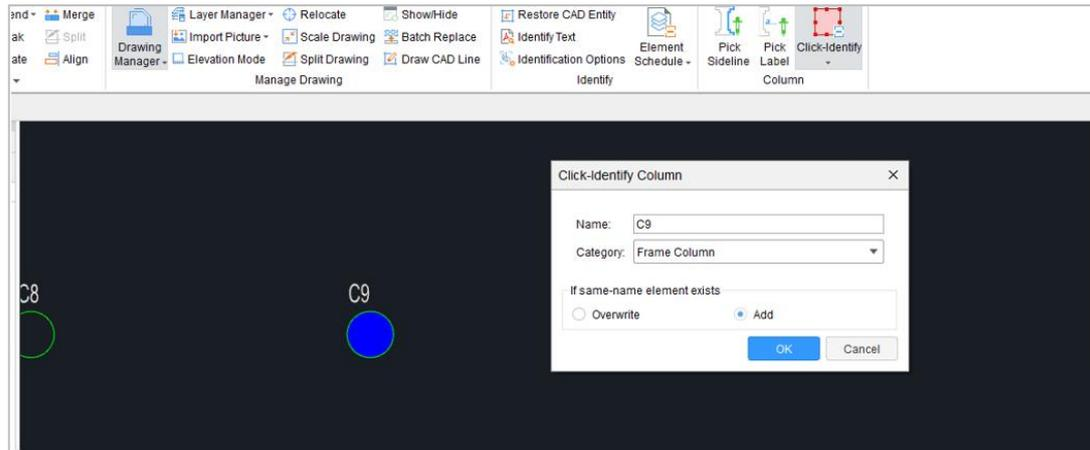 end Merge Layer Manager Relocate Show/Hide Restore CAD Entity
ak Split Import Picture Scale Drawing Batch Replace Identify Text
ate Align Drawing Manager Elevation Mode Split Drawing Draw CAD Line Identification Options Element Schedule Pick Sideline Pick Label Click-Identify
Manage Drawing Identify Column
Click-Identify Column
Name: C9
Category: Frame Column
C8 C9
If same-name element exists
Overwrite Add
OK Cancel